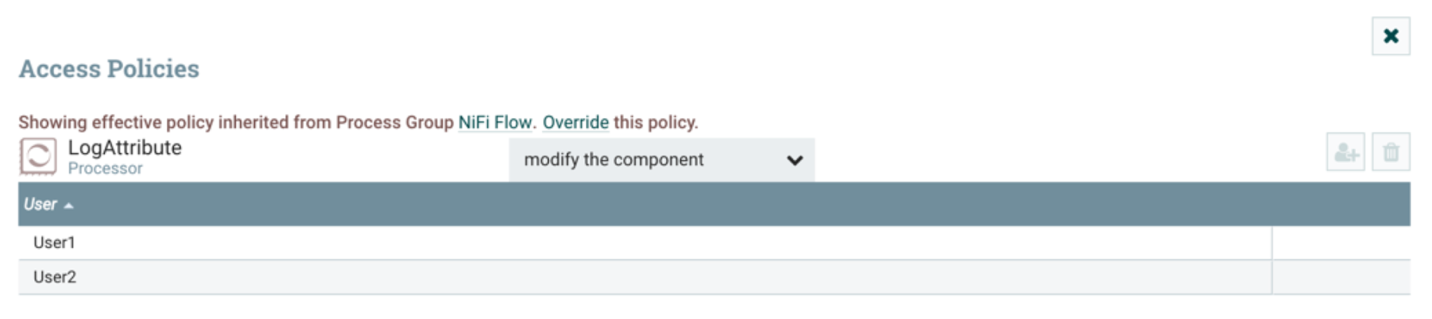 Access Policies
Showing effective policy inherited from Process Group NiFi Flow. Override this policy.
LogAttribute
Processor
modify the component
User
User1
User2